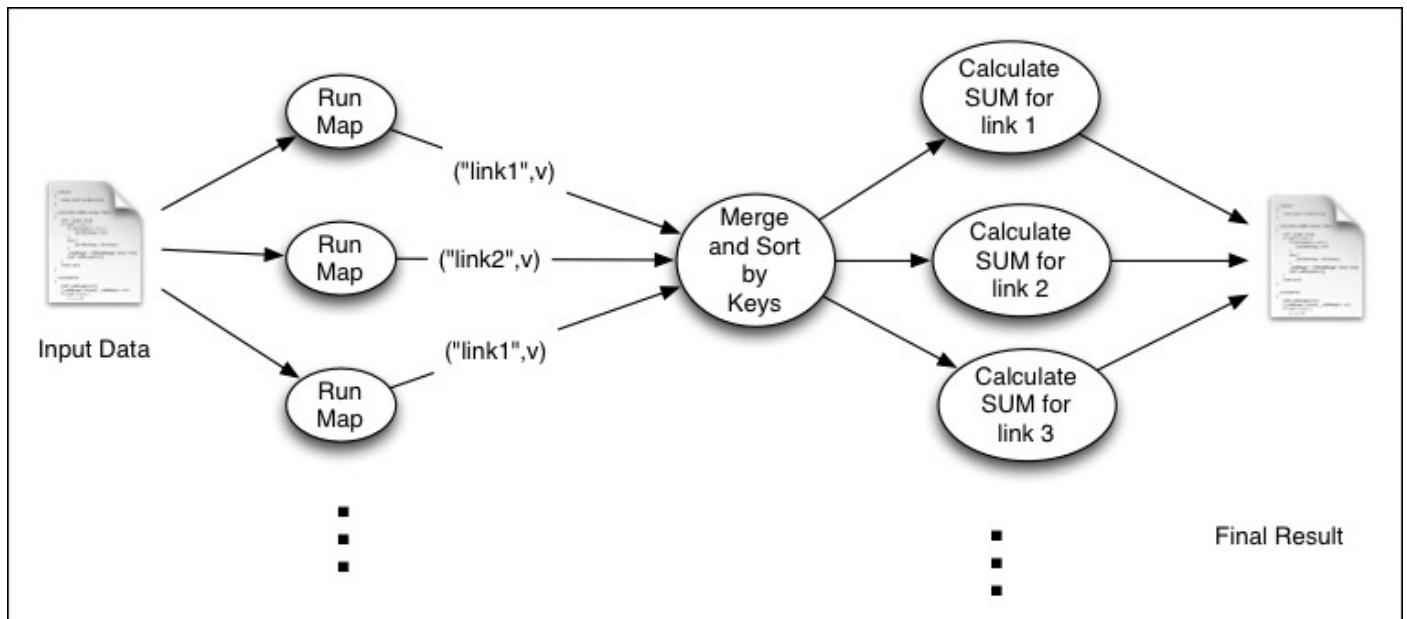 Input Data
Run
Map
Run
Map
Run
Map
("link1",v)
("link2",v)
("link1",v)
Merge
and Sort
by
Keys
Calculate
SUM for
link 1
Calculate
SUM for
link 2
Calculate
SUM for
link 3
Final Result